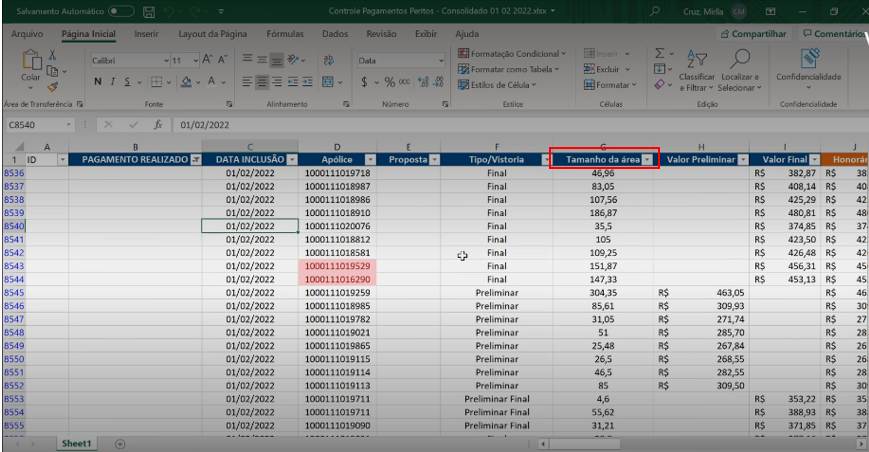 Salvamento Automático Controle Pagamentos Peritos - Consolidado 01 02 2022.xlsx Cruz, Mirlla CM
Arquivo Página Inicial Inserir Layout da Página Fórmulas Dados Revisão Exibir Ajuda Compartilhar Comentários
Colar Calibri 11 A A ab Data Formatação Condicional Inserir Σ
Formatar como Tabela Excluir Classificar Localizar e Confidencialidade
N I S A $ % 000 Estilos de Célula Formatar e Filtrar Selecionar
Área de Transferência Fonte Alinhamento Número Estilos Células Edição Confidencialidade
C8540 fx 01/02/2022
A B C D E F G H I J
1 ID PAGAMENTO REALIZADO DATA INCLUSÃO Apólice Proposta Tipo/Vistoria Tamanho da área Valor Preliminar Valor Final Honorár
8536 01/02/2022 1000111019718 Final 46,96 R$ 382,87 R$ 38
8537 01/02/2022 1000111018987 Final 83,05 R$ 408,14 R$ 40
8538 01/02/2022 1000111018986 Final 107,56 R$ 425,29 R$ 42
8539 01/02/2022 1000111018910 Final 186,87 R$ 480,81 R$ 48
8540 01/02/2022 1000111020076 Final 35,5 R$ 374,85 R$ 37
8541 01/02/2022 1000111018812 Final 105 R$ 423,50 R$ 42
8542 01/02/2022 1000111018581 Final 109,25 R$ 426,48 R$ 42
8543 01/02/2022 1000111019529 Final 151,87 R$ 456,31 R$ 45
8544 01/02/2022 1000111016290 Final 147,33 R$ 453,13 R$ 45
8545 01/02/2022 1000111019259 Preliminar 304,35 R$ 463,05 R$ 46
8546 01/02/2022 1000111018985 Preliminar 85,61 R$ 309,93 R$ 30
8547 01/02/2022 1000111019782 Preliminar 31,05 R$ 271,74 R$ 27
8548 01/02/2022 1000111019021 Preliminar 51 R$ 285,70 R$ 28
8549 01/02/2022 1000111019865 Preliminar 25,48 R$ 267,84 R$ 26
8550 01/02/2022 1000111019115 Preliminar 26,5 R$ 268,55 R$ 26
8551 01/02/2022 1000111019114 Preliminar 46,5 R$ 282,55 R$ 28
8552 01/02/2022 1000111019113 Preliminar 85 R$ 309,50 R$ 30
8553 01/02/2022 1000111019711 Preliminar Final 4,6 R$ 353,22 R$ 35
8554 01/02/2022 1000111019711 Preliminar Final 55,62 R$ 388,93 R$ 38
8555 01/02/2022 1000111019090 Preliminar Final 31,21 R$ 371,85 R$ 37
Sheet1